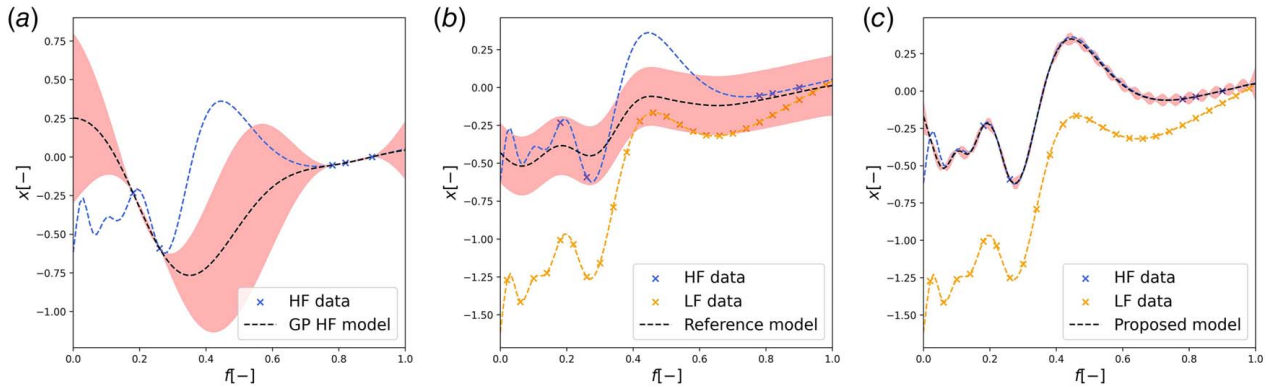 (a)
x[−]
0.75
0.50
0.25
0.00
−0.25
−0.50
−0.75
−1.00
HF data
GP HF model
0.0
0.2
0.4
0.6
0.8
1.0
f[−]
(b)
x[−]
0.25
0.00
−0.25
−0.50
−0.75
−1.00
−1.25
−1.50
HF data
LF data
Reference model
0.0
0.2
0.4
0.6
0.8
1.0
f[−]
(c)
x[−]
0.25
0.00
−0.25
−0.50
−0.75
−1.00
−1.25
−1.50
HF data
LF data
Proposed model
0.0
0.2
0.4
0.6
0.8
1.0
f[−]